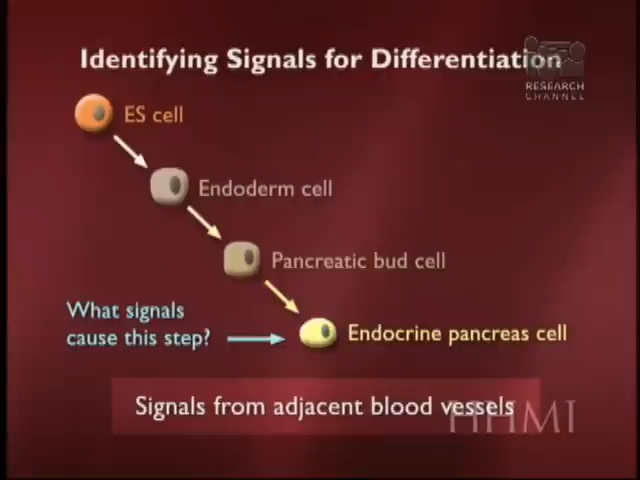 Identifying Signals for Differentiation
RESEARCH
CHANNEL
ES cell
Endoderm cell
Pancreatic bud cell
What signals
cause this step?
Endocrine pancreas cell
Signals from adjacent blood vessels
HHMI